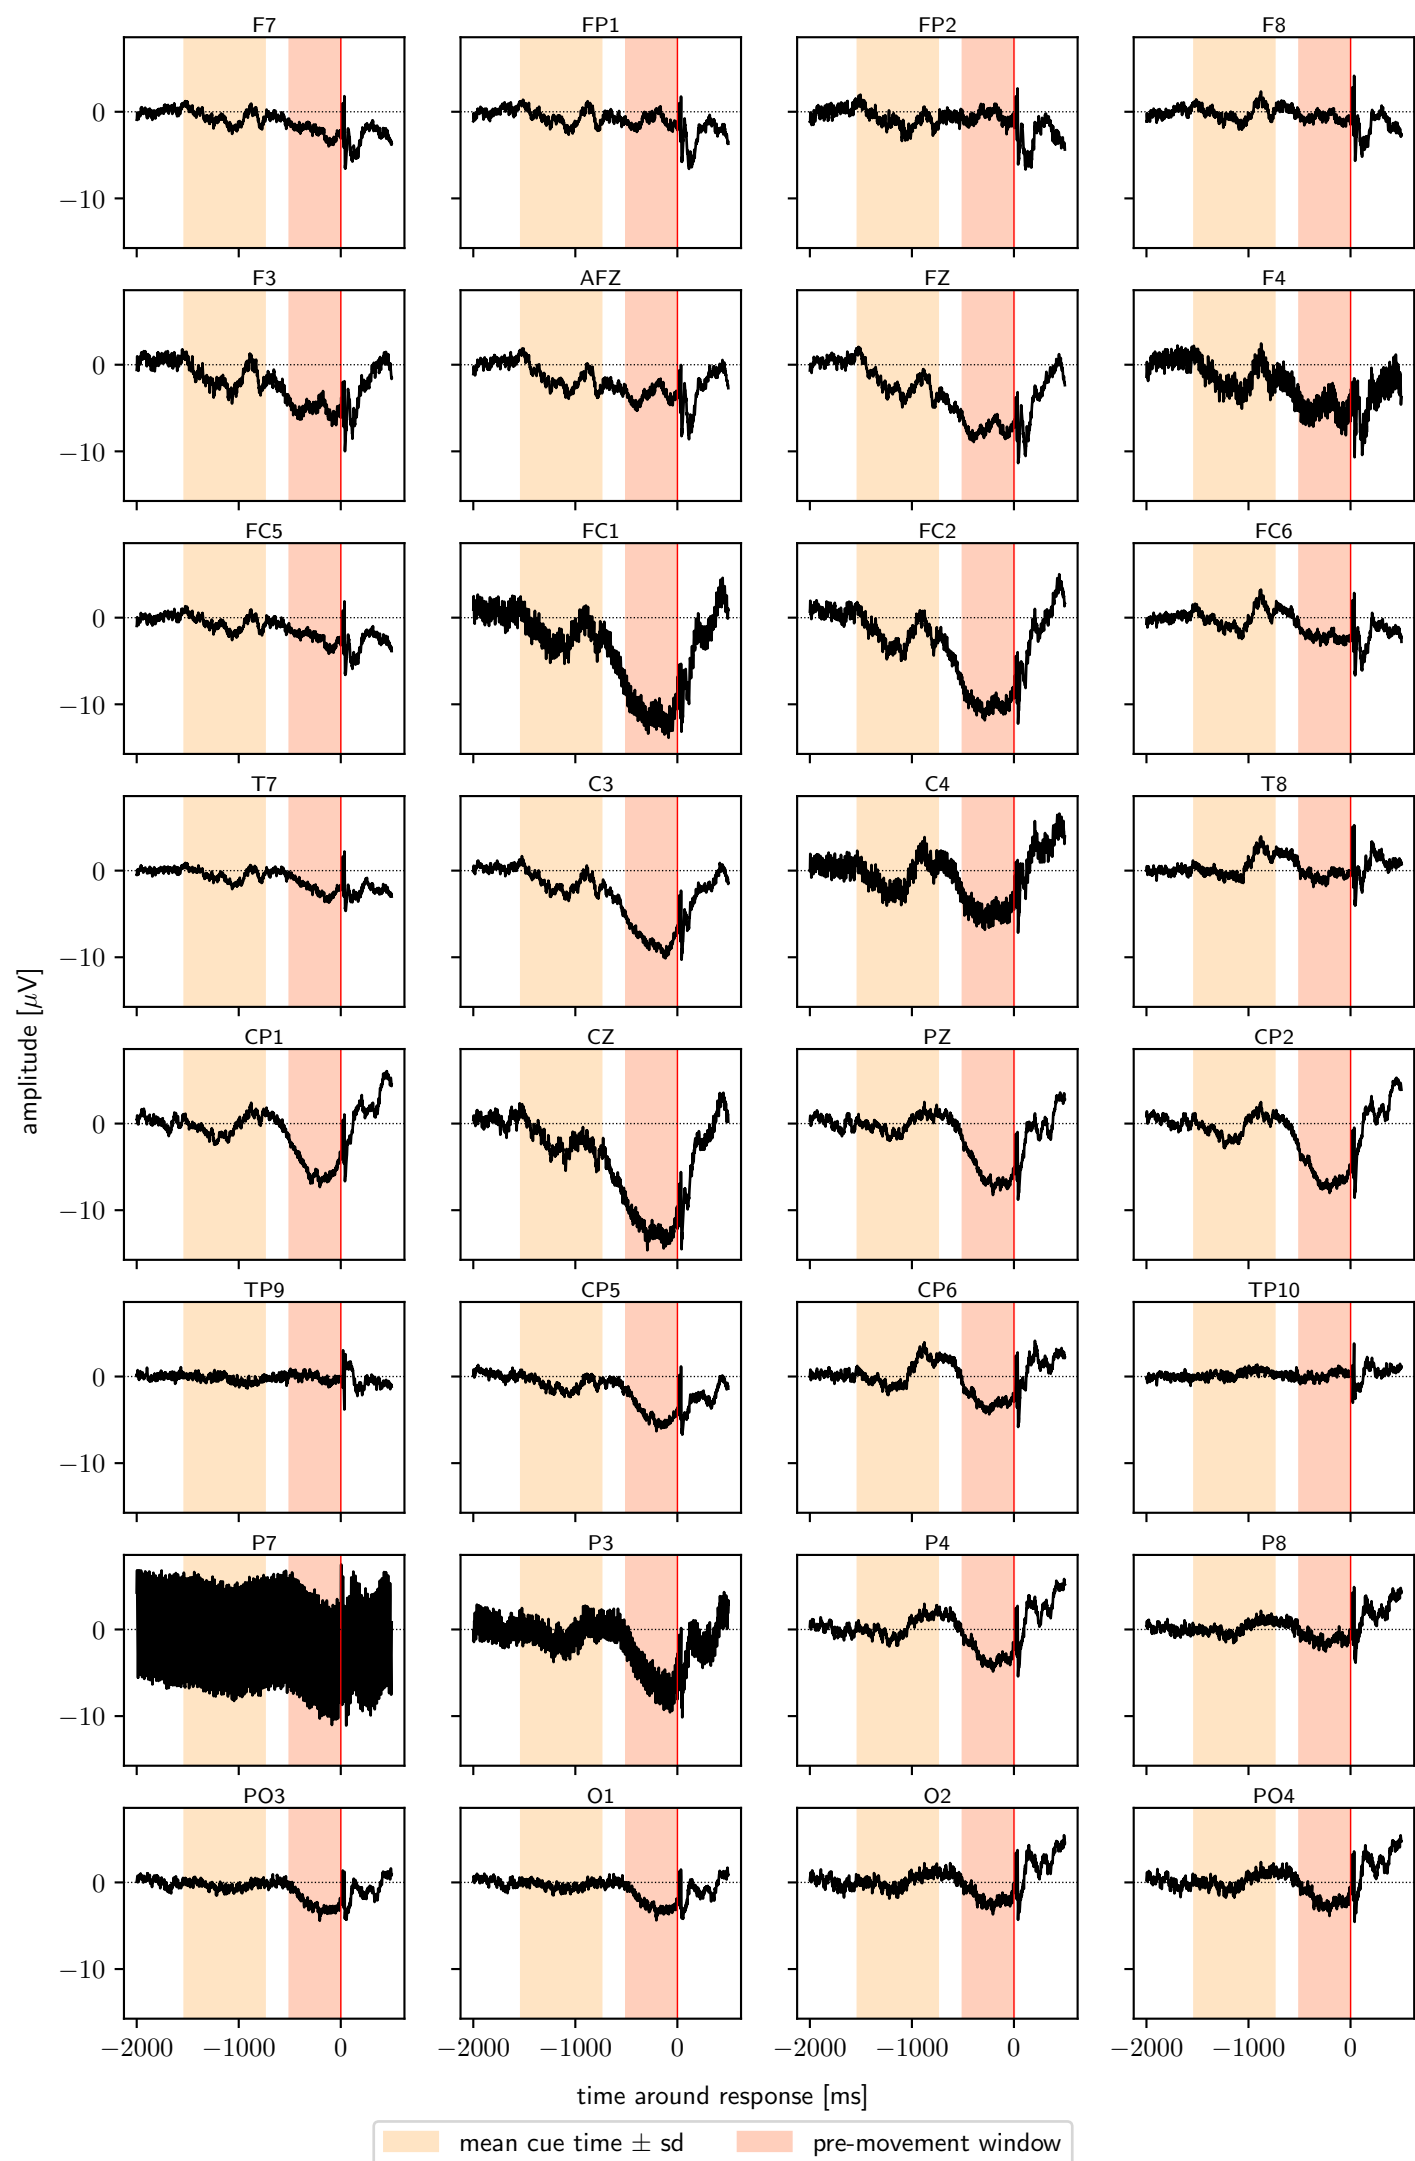 F7 FP1 FP2 F8
0
−10
F3 AFZ FZ F4
0
−10
FC5 FC1 FC2 FC6
0
−10
T7 C3 C4 T8
0
−10
amplitude [μV]
CP1 CZ PZ CP2
0
−10
TP9 CP5 CP6 TP10
0
−10
P7 P3 P4 P8
0
−10
PO3 O1 O2 PO4
0
−10
−2000 −1000 0 −2000 −1000 0 −2000 −1000 0 −2000 −1000 0
time around response [ms]
mean cue time ± sd pre-movement window